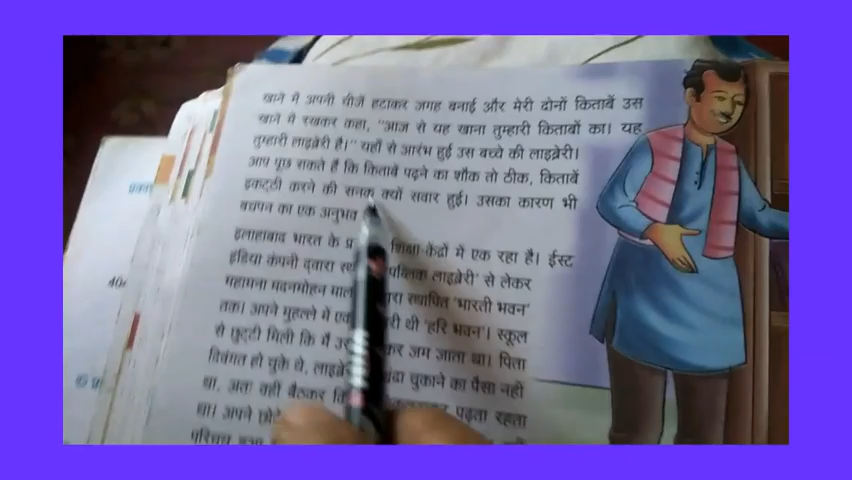 खाने में अपनी चीजें हटाकर जगह बनाई और मेरी दोनों किताबें उस
खाने में रखकर कहा, "आज से यह खाना तुम्हारी किताबों का। यह
तुम्हारी लाइब्रेरी है।" यहाँ से आरंभ हुई उस बच्चे की लाइब्रेरी।
आप पूछ सकते हैं कि किताबें पढ़ने का शौक तो ठीक, किताबें
इकट्ठी करने की सनक क्यों सवार हुई। उसका कारण भी
बचपन का एक अनुभव
इलाहाबाद भारत के शिक्षा-केंद्रों में एक रहा है। ईस्ट
इंडिया कंपनी द्वारा लाइब्रेरी' से लेकर
महामना मदनमोहन स्थापित 'भारती भवन'
तक। अपने मुहल्ले में थी 'हरि भवन'। स्कूल
से छुट्टी मिली कि मैं जम जाता था। पिता
दिवंगत हो चुके थे, चुकाने का पैसा नहीं
था, अतः वहीं बैठकर पढ़ता रहता
था। अपने